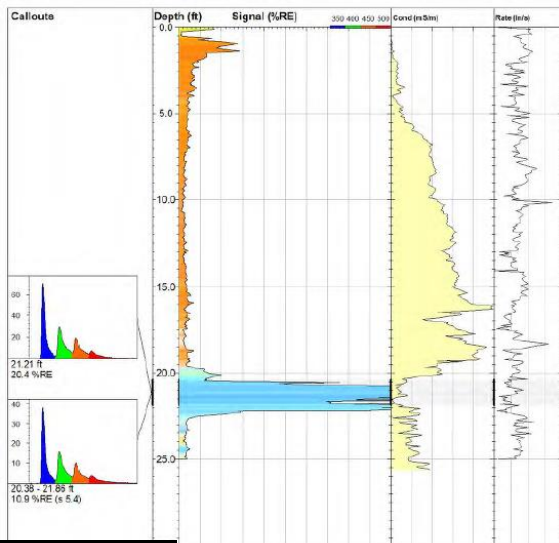 Callouts
Depth (ft) Signal (%RE) 350 400 450 500 Cond (mS/m) Rate (in/s)
0.0
5.0
10.0
15.0
20.0
25.0
60
40
20
21.21 ft
20.4 %RE
40
30
20
10
20.38 - 21.86 ft
10.9 %RE (s 5.4)